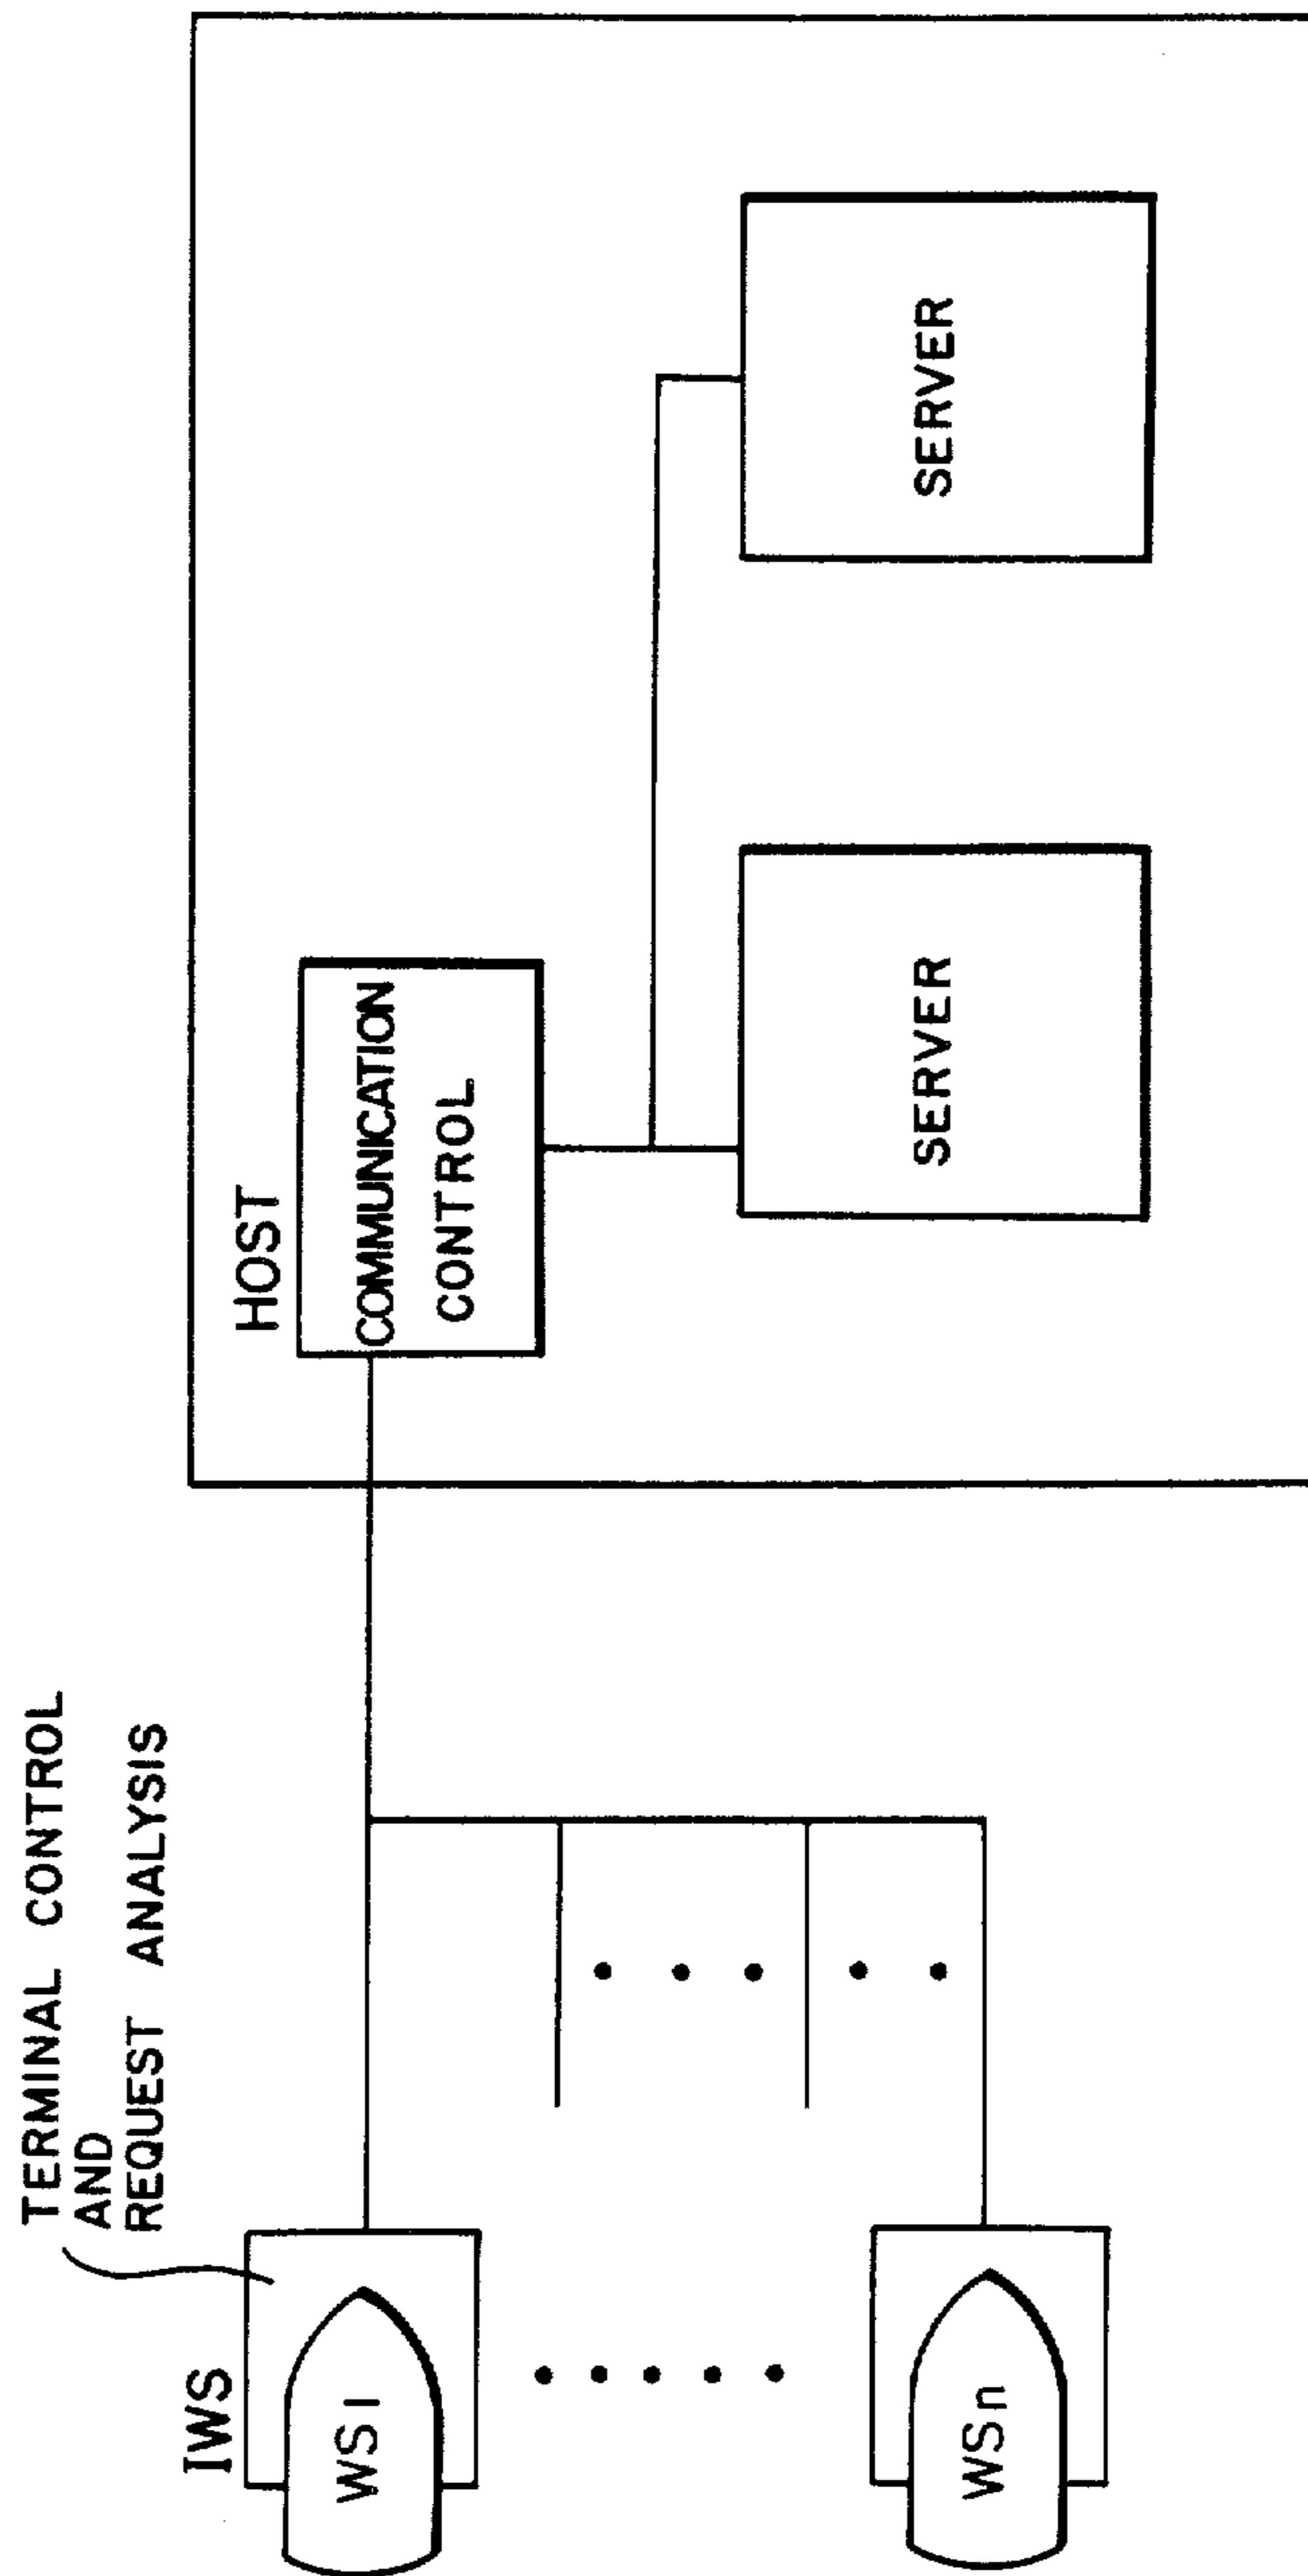 TERMINAL CONTROL
AND
REQUEST ANALYSIS
IWS
WS1
WSn
HOST
COMMUNICATION
CONTROL
SERVER
SERVER